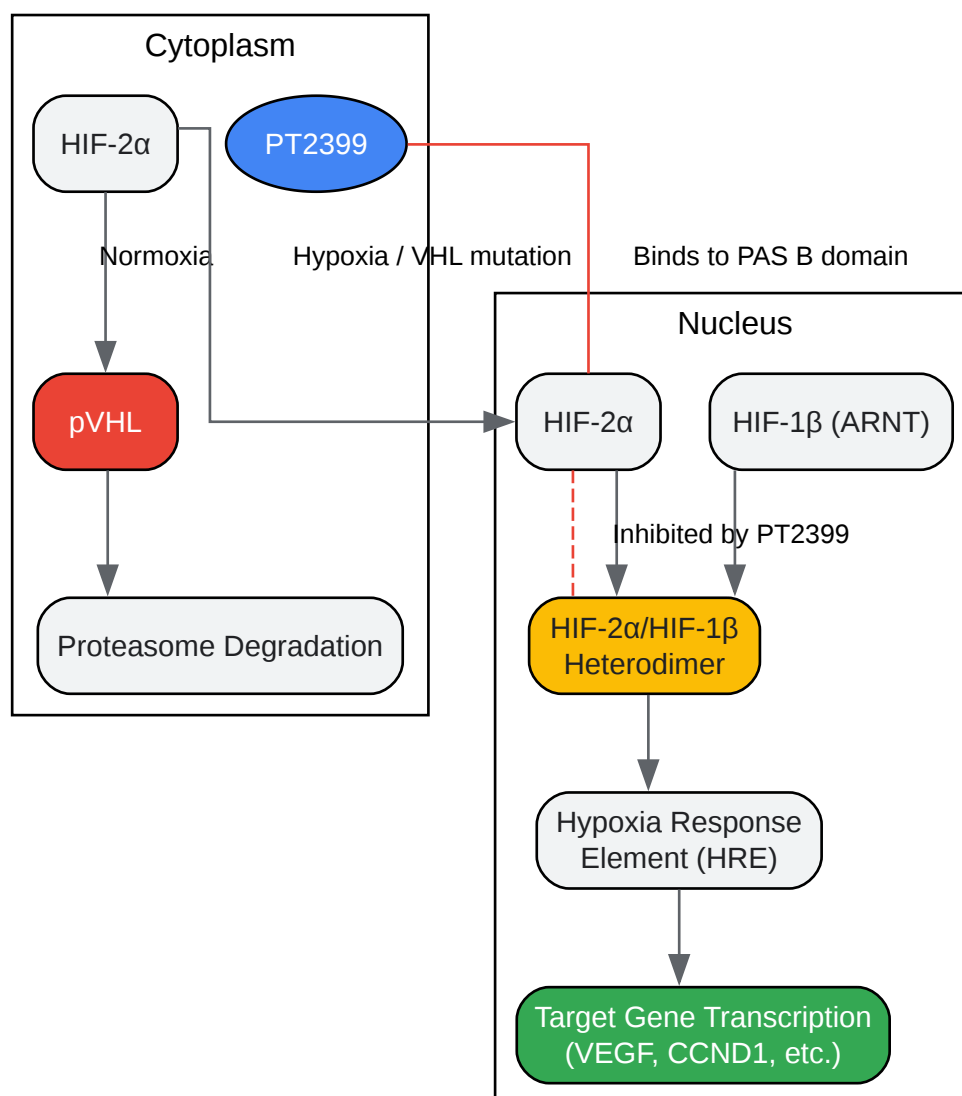 Cytoplasm
HIF-2α
PT2399
Normoxia
Hypoxia / VHL mutation
Binds to PAS B domain
Nucleus
pVHL
HIF-2α
HIF-1β (ARNT)
Inhibited by PT2399
Proteasome Degradation
HIF-2α/HIF-1β
Heterodimer
Hypoxia Response
Element (HRE)
Target Gene Transcription
(VEGF, CCND1, etc.)